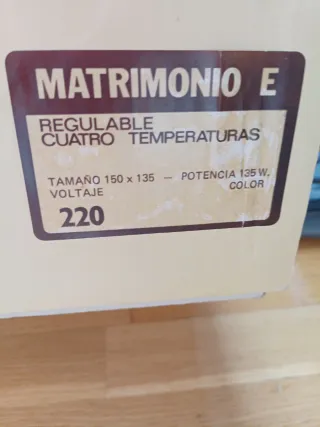 MATRIMONIO E
REGULABLE
CUATRO TEMPERATURAS
TAMAÑO 150 x 135 — POTENCIA 135 W.
VOLTAJE COLOR
220